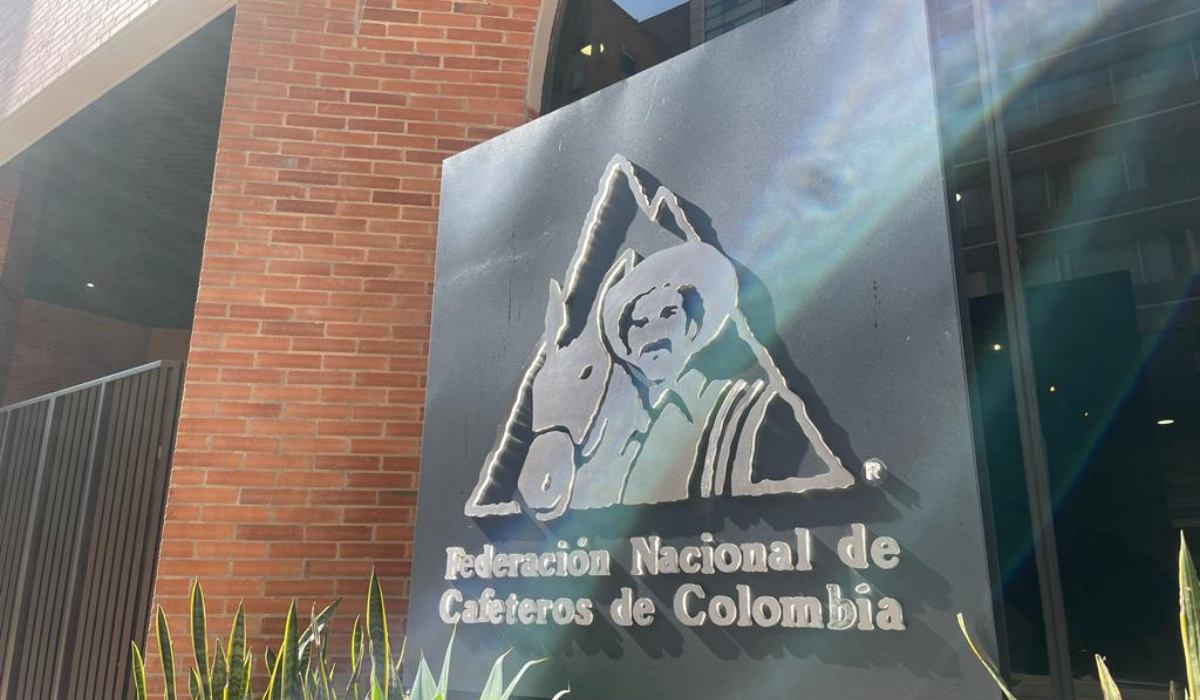 ®
Federación Nacional de
Cafeteros de Colombia